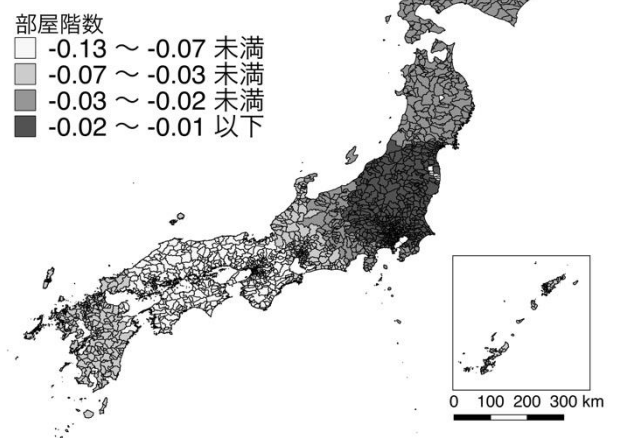 部屋階数
-0.13 〜 -0.07 未満
-0.07 〜 -0.03 未満
-0.03 〜 -0.02 未満
-0.02 〜 -0.01 以下
0 100 200 300 km